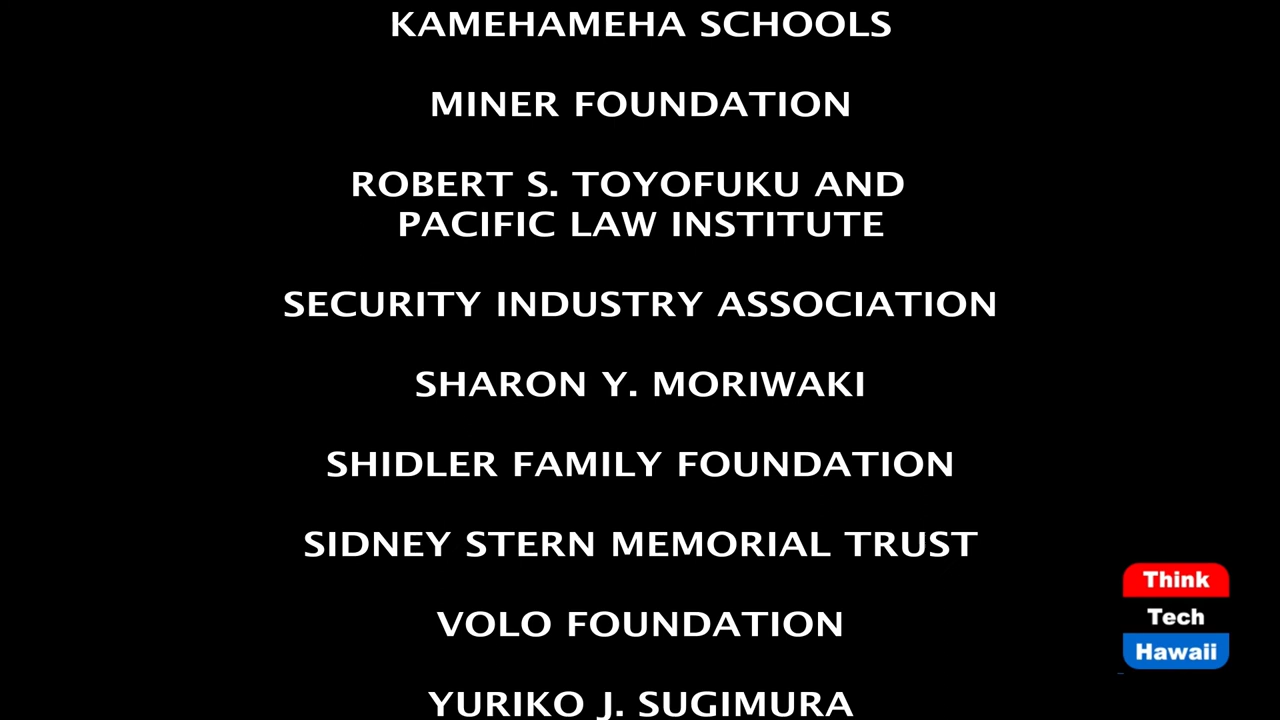 KAMEHAMEHA SCHOOLS
MINER FOUNDATION
ROBERT S. TOYOFUKU AND
PACIFIC LAW INSTITUTE
SECURITY INDUSTRY ASSOCIATION
SHARON Y. MORIWAKI
SHIDLER FAMILY FOUNDATION
SIDNEY STERN MEMORIAL TRUST
VOLO FOUNDATION
YURIKO J. SUGIMURA
Think
Tech
Hawaii